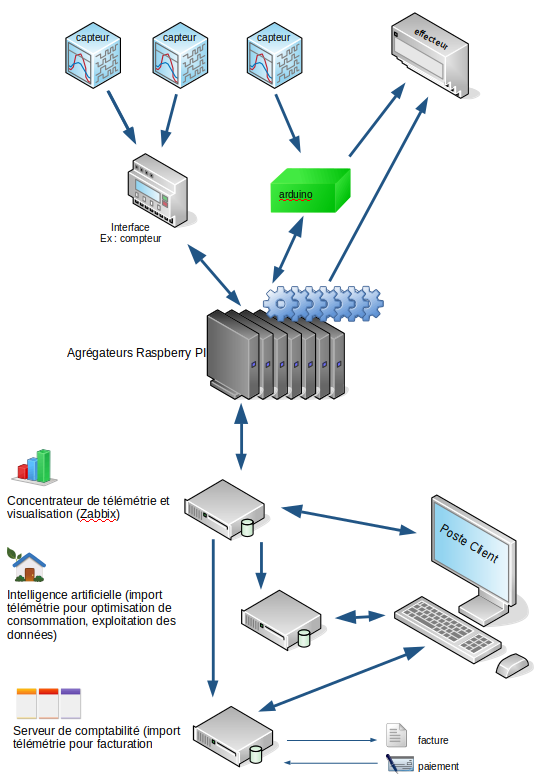 capteur
capteur
capteur
effecteur
arduino
Interface
Ex : compteur
Agrégateurs Raspberry PI
Concentrateur de télémétrie et
visualisation (Zabbix)
Poste Client
Intelligence artificielle (import
télémétrie pour optimisation de
consommation, exploitation des
données)
Serveur de comptabilité (import
télémétrie pour facturation
facture
paiement